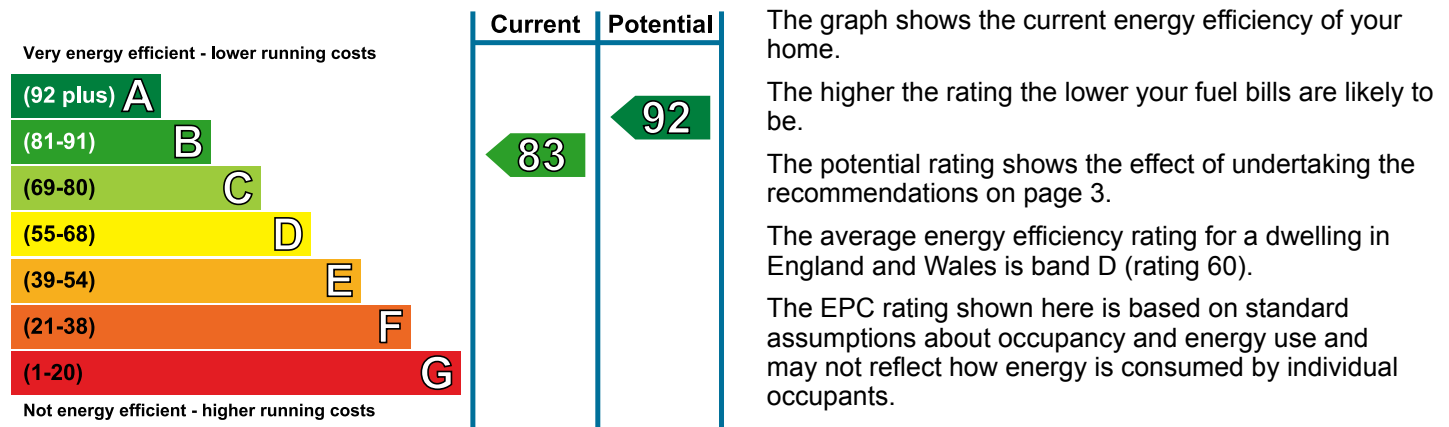 Current Potential
Very energy efficient - lower running costs
(92 plus) A
(81-91) B
(69-80) C
(55-68) D
(39-54) E
(21-38) F
(1-20) G
Not energy efficient - higher running costs
83
92
The graph shows the current energy efficiency of your
home.
The higher the rating the lower your fuel bills are likely to
be.
The potential rating shows the effect of undertaking the
recommendations on page 3.
The average energy efficiency rating for a dwelling in
England and Wales is band D (rating 60).
The EPC rating shown here is based on standard
assumptions about occupancy and energy use and
may not reflect how energy is consumed by individual
occupants.